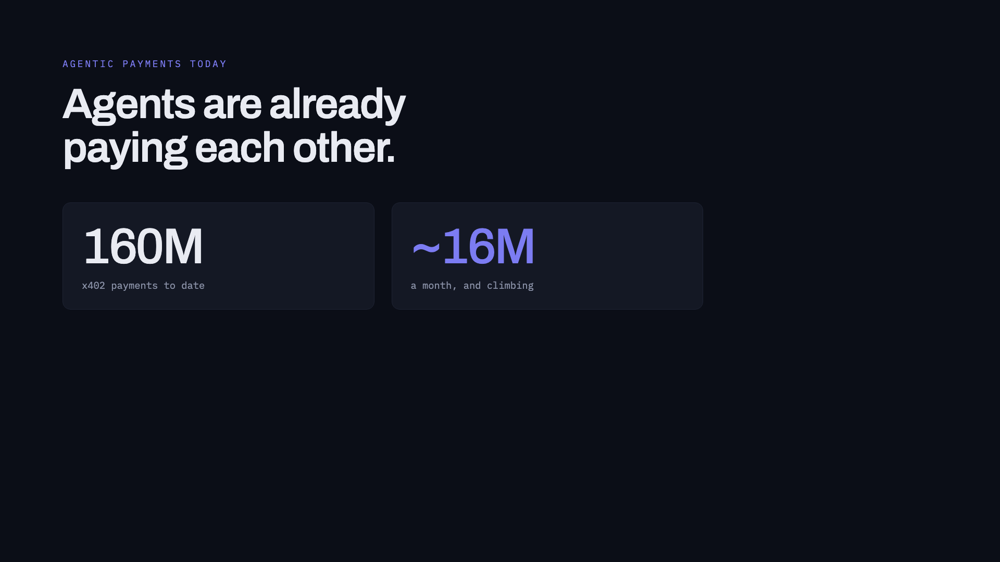 AGENTIC PAYMENTS TODAY
Agents are already
paying each other.
160M
x402 payments to date
~16M
a month, and climbing